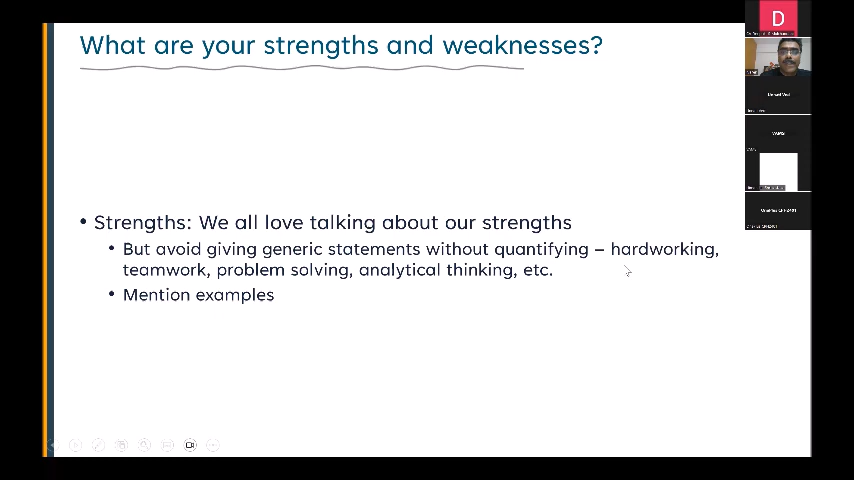 What are your strengths and weaknesses?
• Strengths: We all love talking about our strengths
• But avoid giving generic statements without quantifying – hardworking,
teamwork, problem solving, analytical thinking, etc.
• Mention examples
D